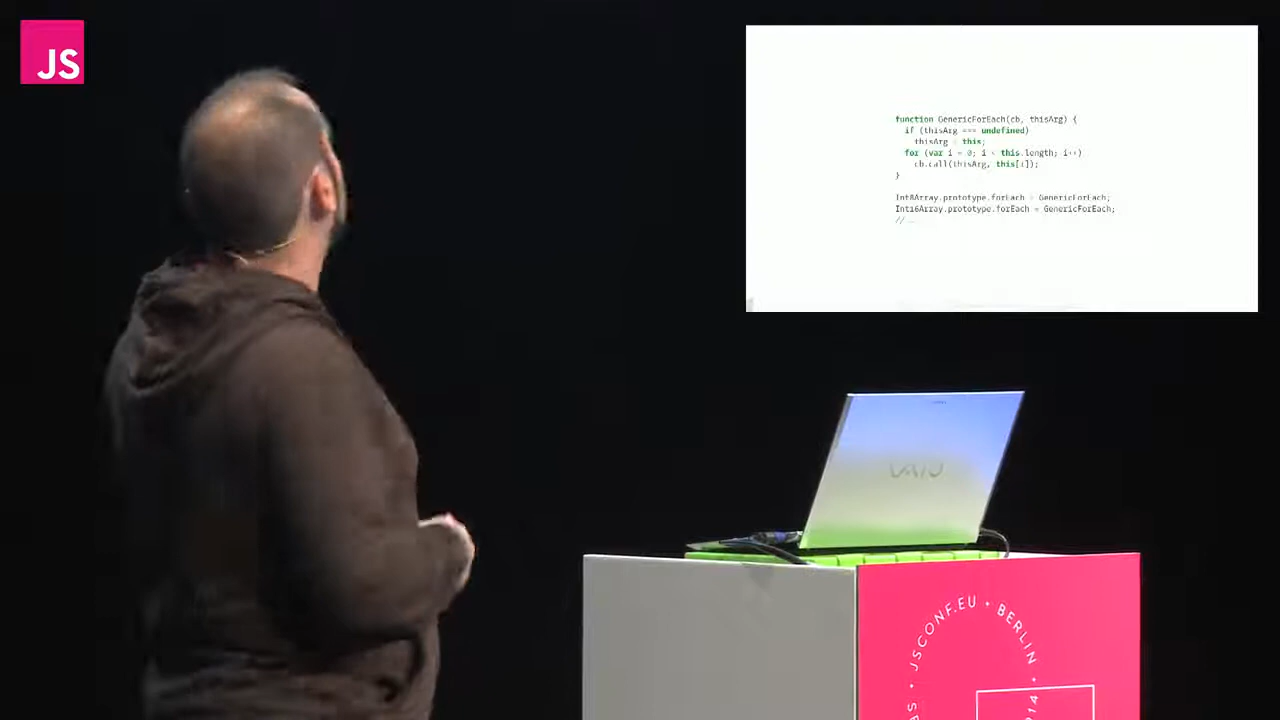 JS
function GenericForEach(cb, thisArg) {
if (thisArg === undefined)
thisArg = this;
for (var i = 0; i < this.length; i++)
cb.call(thisArg, this[i]);
}
Int8Array.prototype.forEach = GenericForEach;
Int16Array.prototype.forEach = GenericForEach;
// …
VAIO
JSCONF.EU • BERLIN